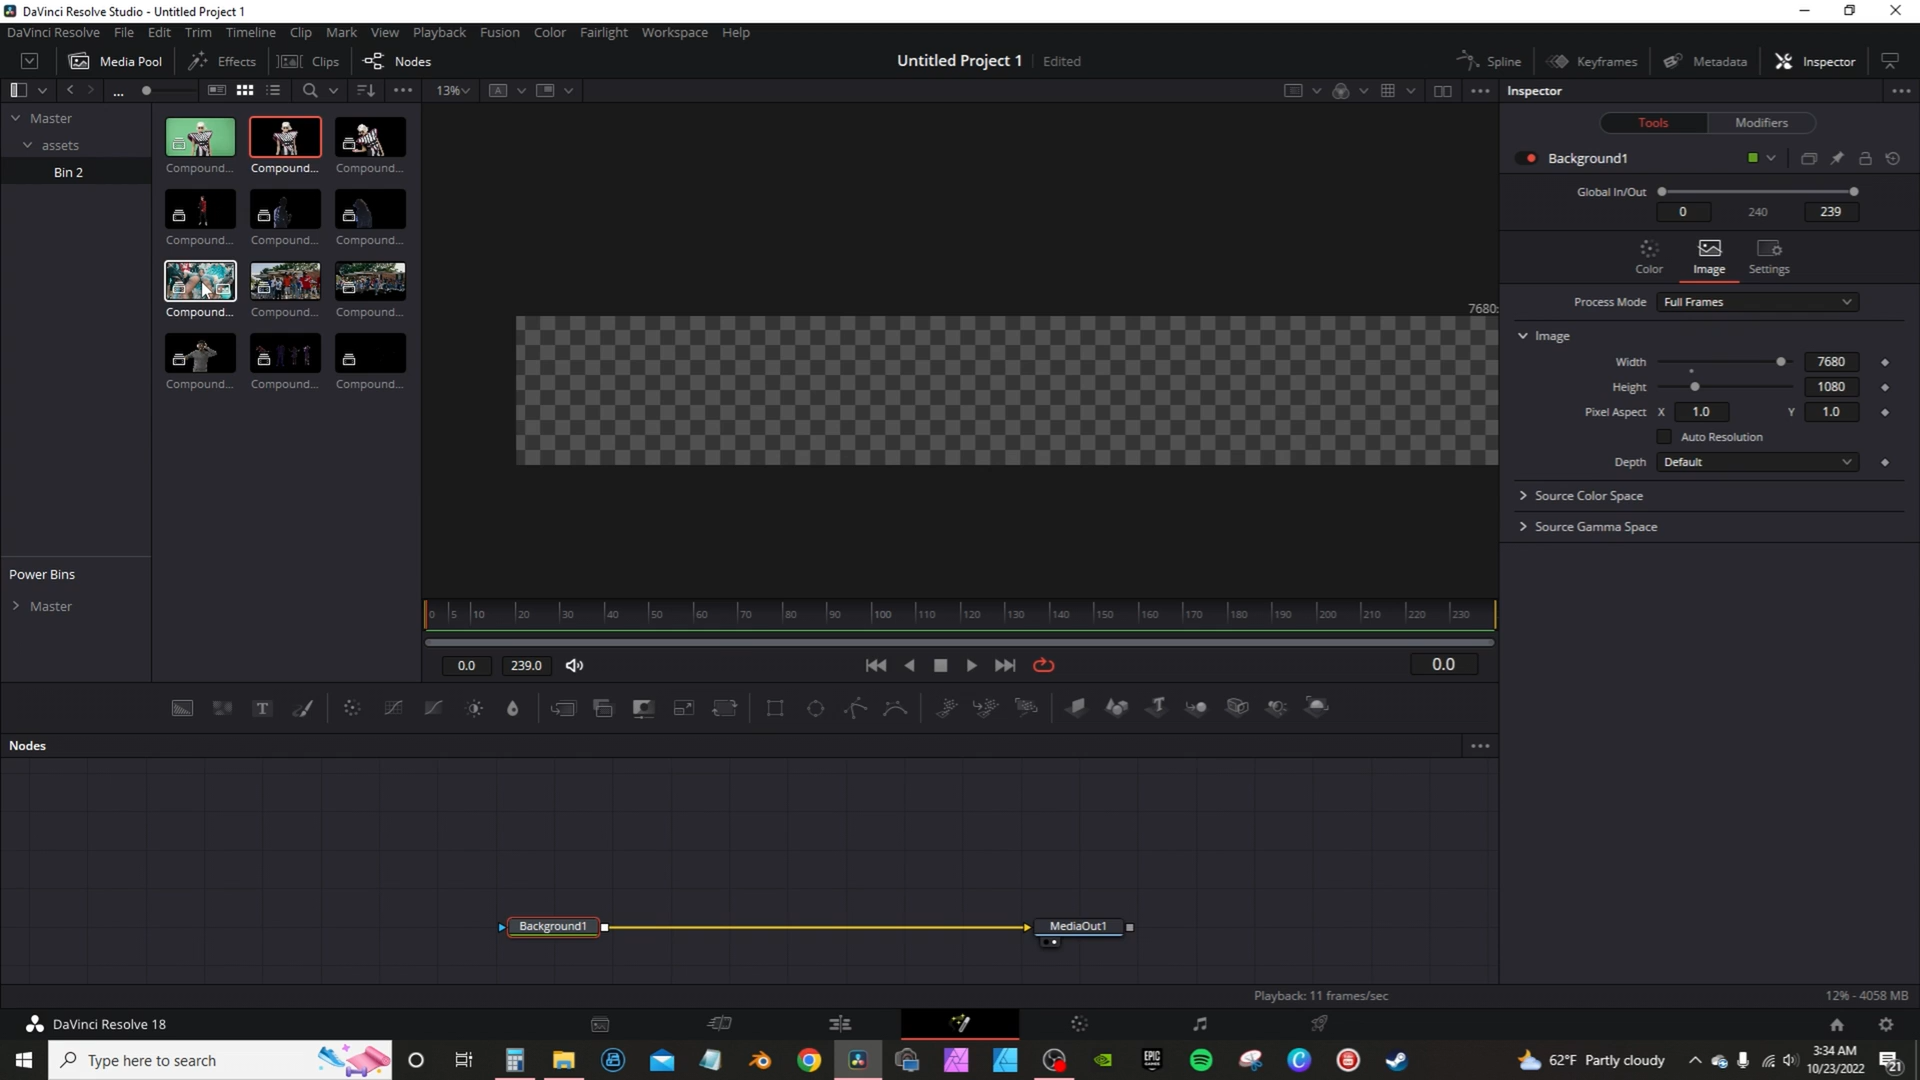 DaVinci Resolve Studio - Untitled Project 1
DaVinci Resolve File Edit Trim Timeline Clip Mark View Playback Fusion Color Fairlight Workspace Help
Media Pool Effects Clips Nodes Untitled Project 1 Edited Spline Keyframes Metadata Inspector
... 13% A ... Inspector ...
Master
assets
Bin 2
Compound... Compound... Compound...
Compound... Compound... Compound...
Compound... Compound... Compound...
Compound... Compound... Compound...
Power Bins
Master
7680:
Tools Modifiers
Background1
Global In/Out
0 240 239
Color Image Settings
Process Mode Full Frames
Image
Width 7680
Height 1080
Pixel Aspect X 1.0 Y 1.0
Auto Resolution
Depth Default
Source Color Space
Source Gamma Space
0 5 10 20 30 40 50 60 70 80 90 100 110 120 130 140 150 160 170 180 190 200 210 220 230
0.0 239.0 0.0
T T
Nodes
Background1 MediaOut1
Playback: 11 frames/sec 12% - 4058 MB
DaVinci Resolve 18
Type here to search
EPIC GAMES
62°F Partly cloudy
3:34 AM
10/23/2022
21